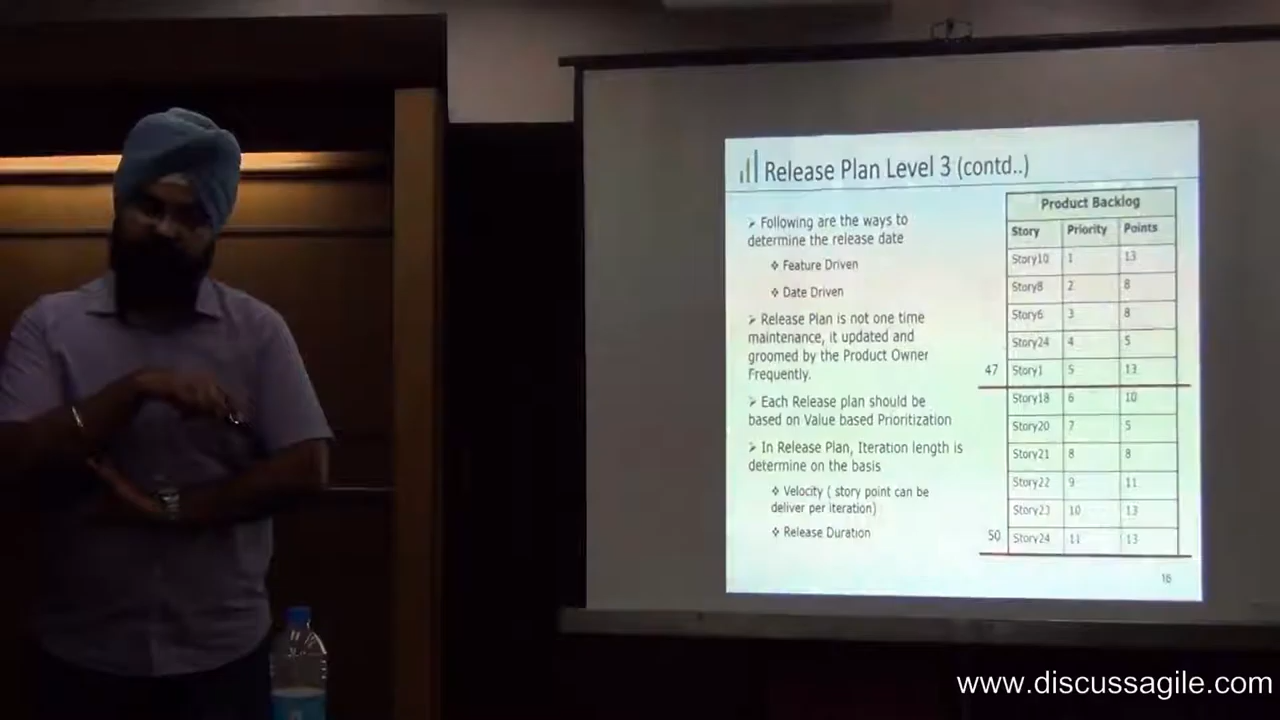 Release Plan Level 3 (contd..)
➢ Following are the ways to
determine the release date
❖ Feature Driven
❖ Date Driven
➢ Release Plan is not one time
maintenance, it updated and
groomed by the Product Owner
Frequently.
➢ Each Release plan should be
based on Value based Prioritization
➢ In Release Plan, Iteration length is
determine on the basis
❖ Velocity ( story point can be
deliver per iteration)
❖ Release Duration
Product Backlog
Story Priority Points
Story10 1 13
Story8 2 8
Story6 3 8
Story24 4 5
47 Story1 5 13
Story18 6 10
Story20 7 5
Story21 8 8
Story22 9 11
Story23 10 13
50 Story24 11 13
16
www.discussagile.com